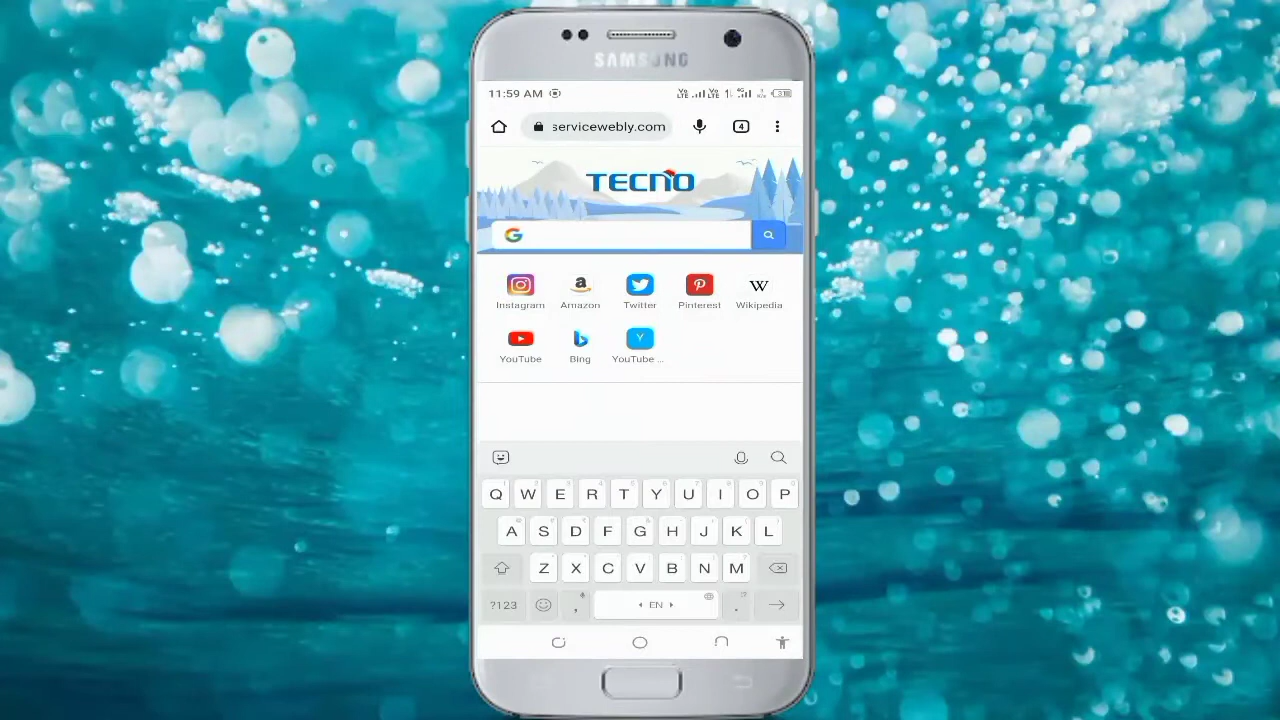 SAMSUNG
11:59 AM
servicewebly.com
4
TECNO
Instagram Amazon Twitter Pinterest Wikipedia
YouTube Bing YouTube ...
Q W E R T Y U I O P
A S D F G H J K L
Z X C V B N M
?123 , EN .